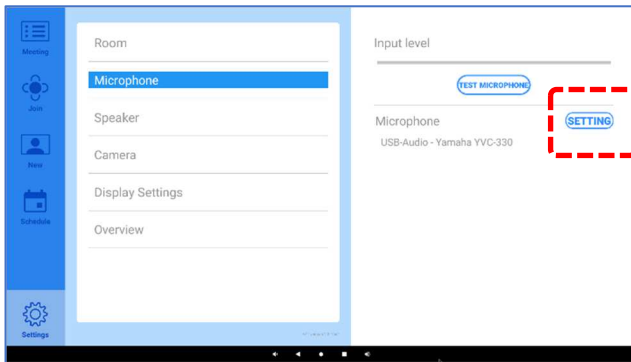 Meeting
Join
New
Schedule
Settings
Room
Microphone
Speaker
Camera
Display Settings
Overview
Input level
TEST MICROPHONE
Microphone
SETTING
USB-Audio - Yamaha YVC-330